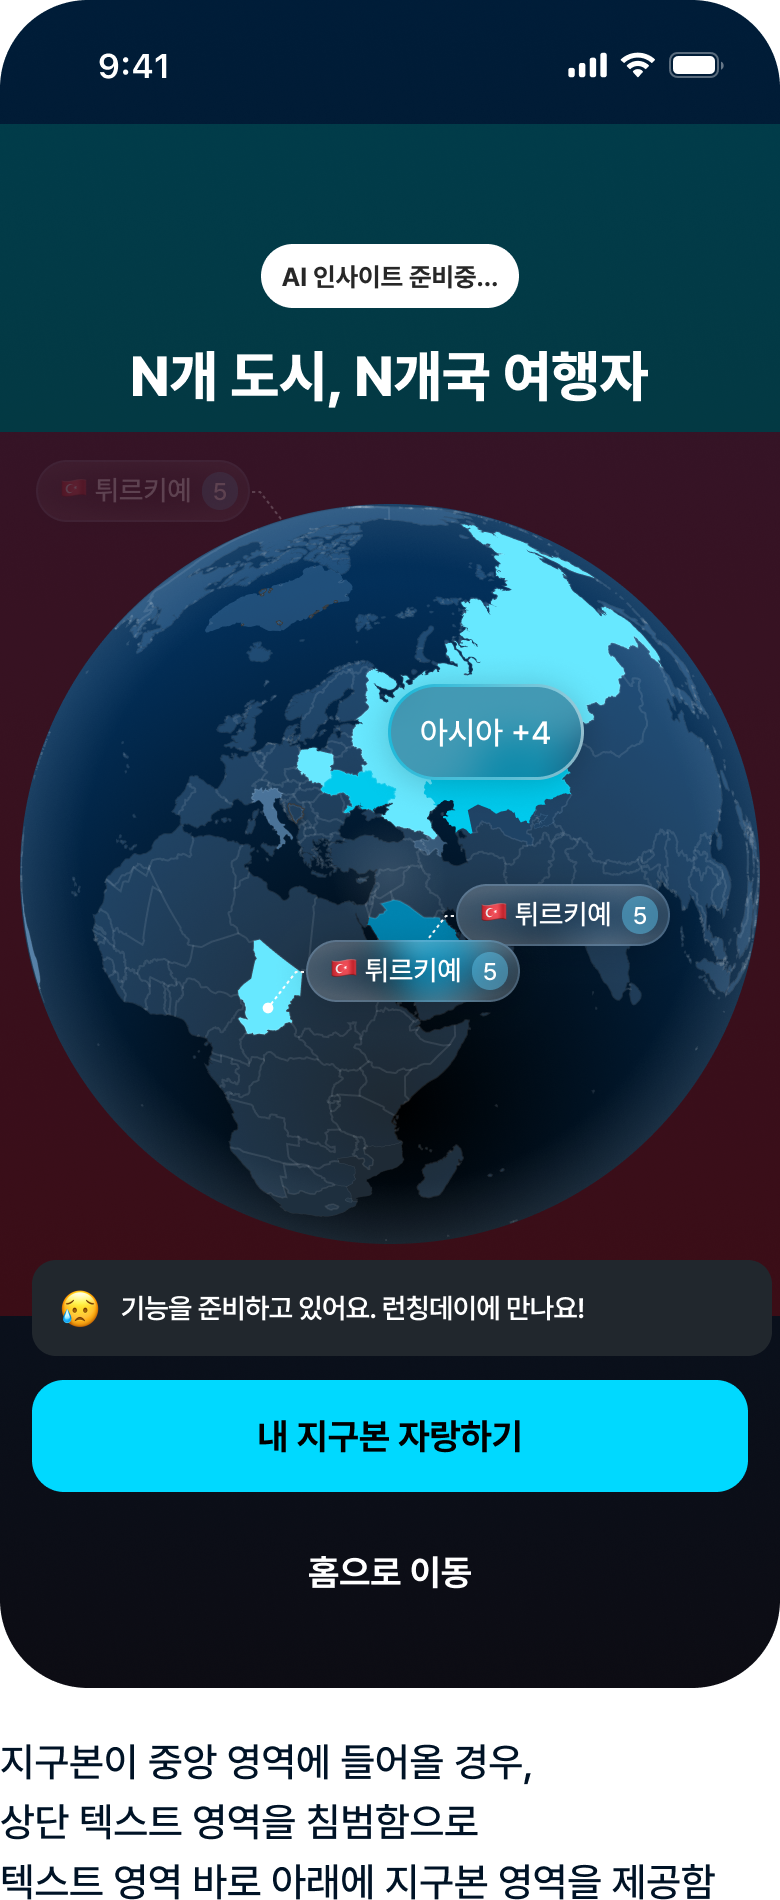 9:41
AI 인사이트 준비중...
N개 도시, N개국 여행자
튀르키예 5
아시아 +4
튀르키예 5
튀르키예 5
기능을 준비하고 있어요. 런칭데이에 만나요!
내 지구본 자랑하기
홈으로 이동
지구본이 중앙 영역에 들어올 경우,
상단 텍스트 영역을 침범함으로
텍스트 영역 바로 아래에 지구본 영역을 제공함